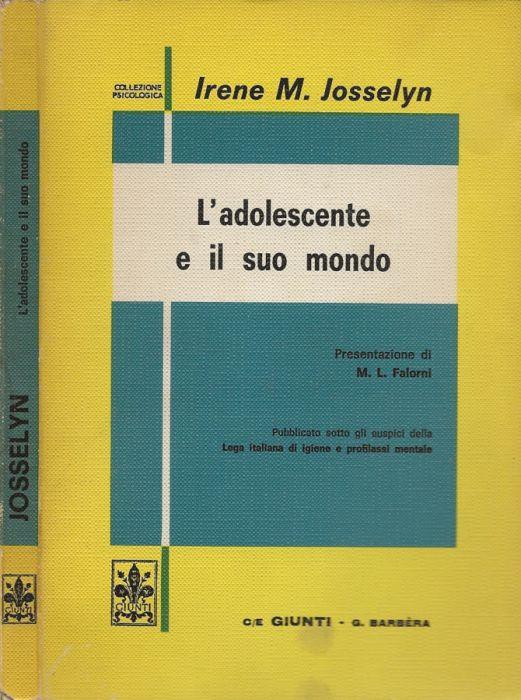 L'adolescente e il suo mondo
JOSSELYN
GIUNTI
COLLEZIONE
PSICOLOGICA
Irene M. Josselyn
L'adolescente
e il suo mondo
Presentazione di
M. L. Falorni
Pubblicato sotto gli auspici della
Lega italiana di igiene e profilassi mentale
GIUNTI
C/E GIUNTI - G. BARBÈRA